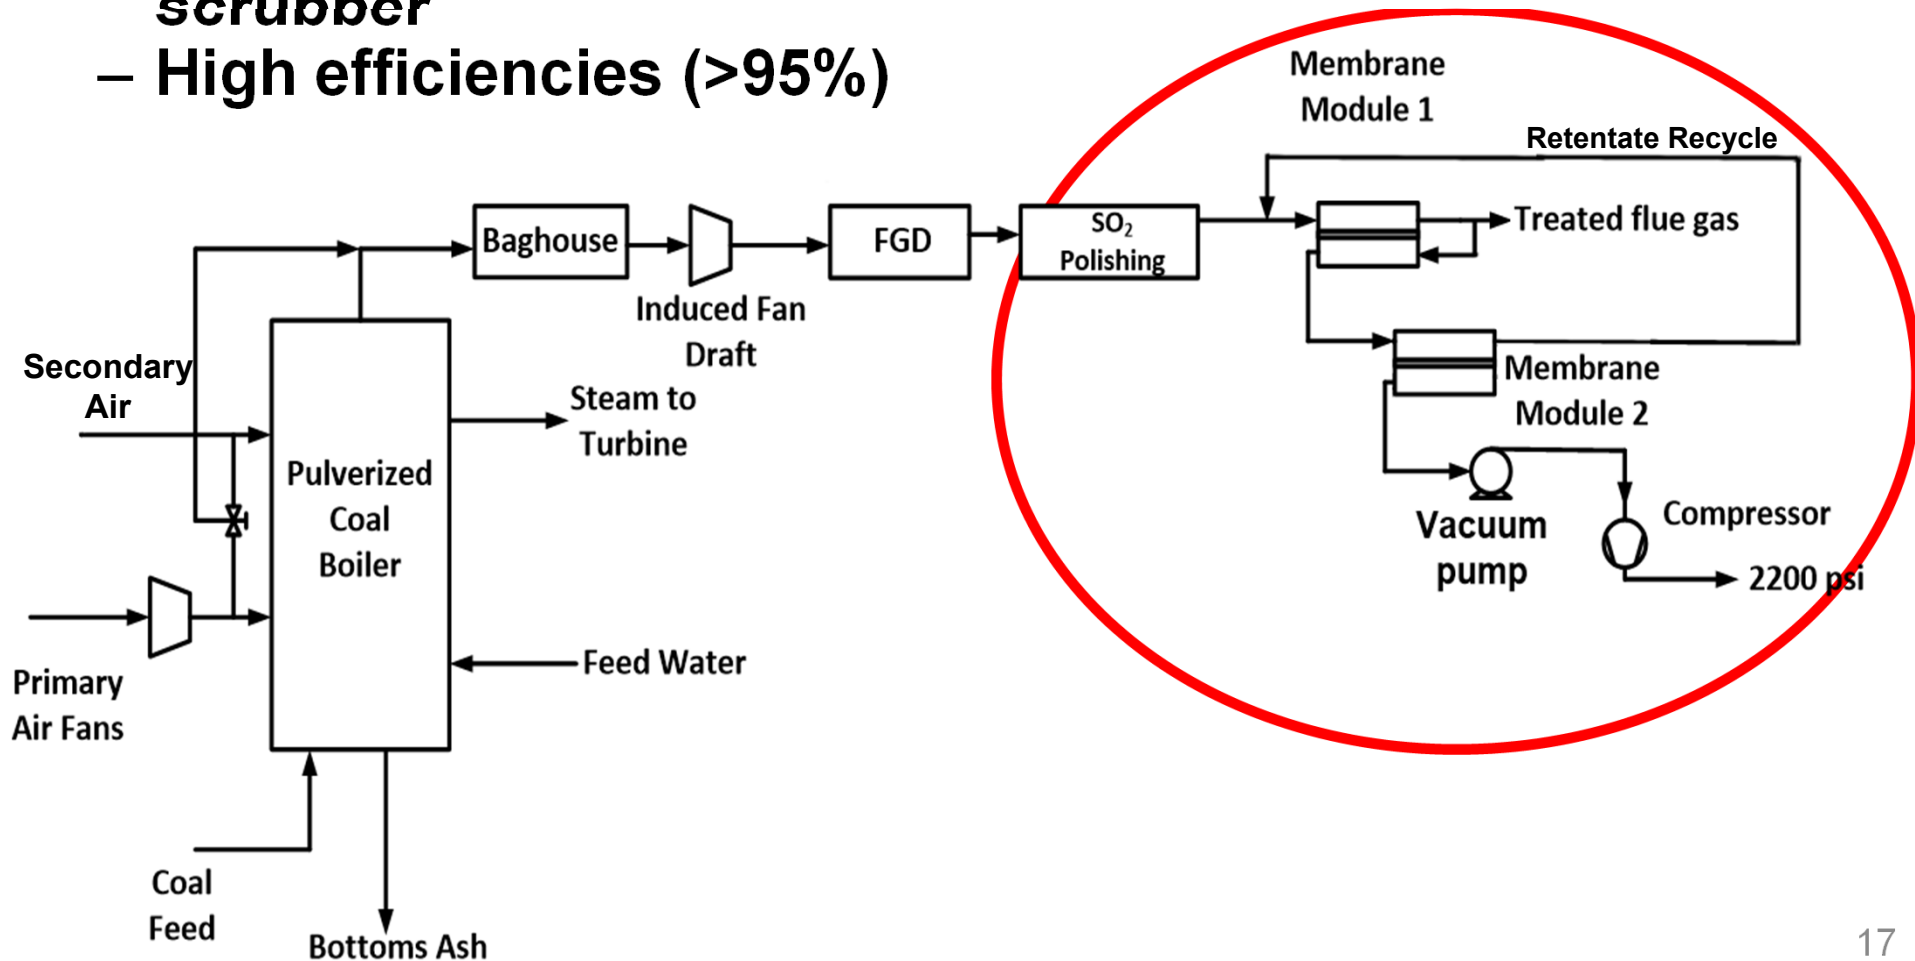 scrubber
– High efficiencies (>95%)
Membrane
Module 1
Retentate Recycle
Baghouse
FGD
SO₂
Polishing
Treated flue gas
Induced Fan
Draft
Secondary
Air
Steam to
Turbine
Membrane
Module 2
Pulverized
Coal
Boiler
Vacuum
pump
Compressor
2200 psi
Feed Water
Primary
Air Fans
Coal
Feed
Bottoms Ash
17